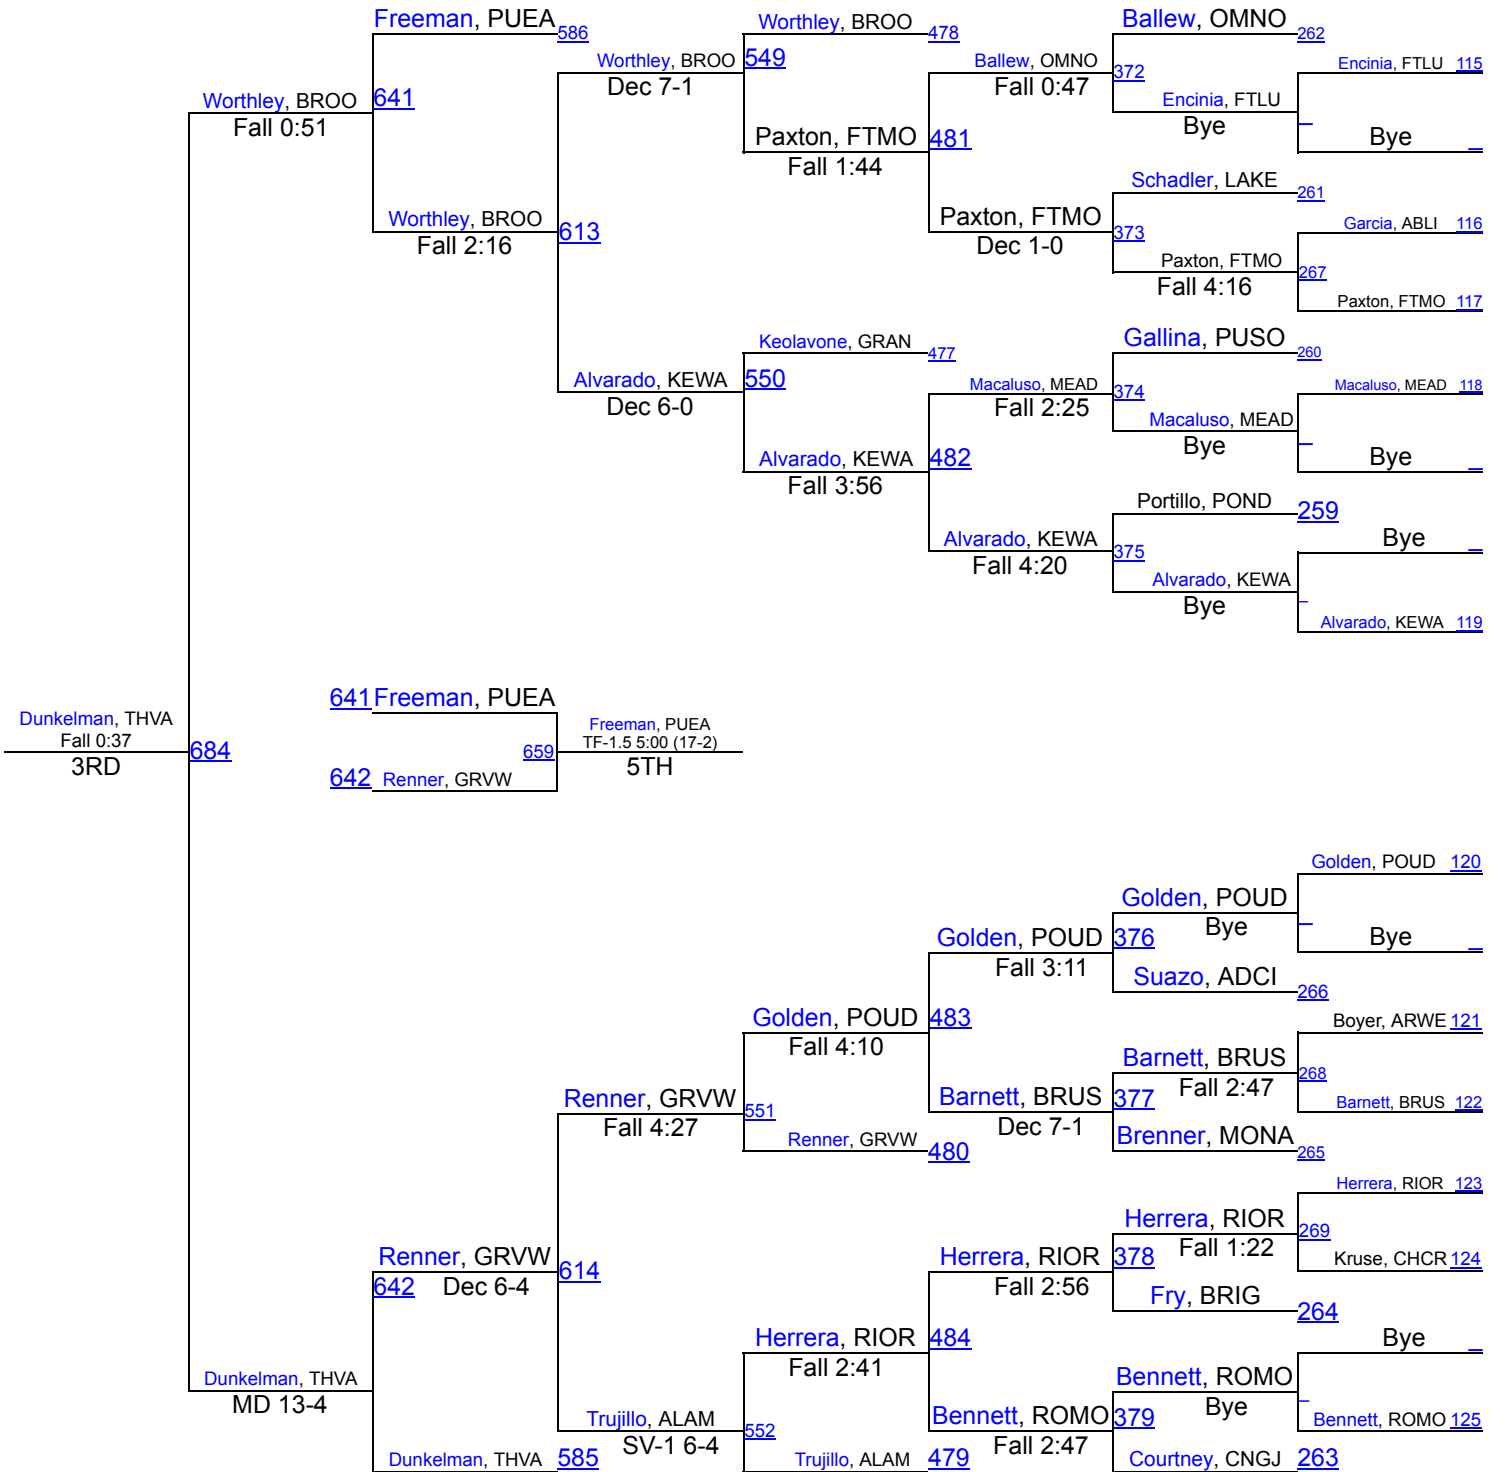 Freeman, PUEA 586
Worthley, BROO 478
Ballew, OMNO 262
Worthley, BROO 549
Dec 7-1
Ballew, OMNO 372
Fall 0:47
Encinia, FTLU 115
Worthley, BROO 641
Fall 0:51
Encinia, FTLU
Bye
_
Bye _
Paxton, FTMO 481
Fall 1:44
Schadler, LAKE 261
Worthley, BROO 613
Fall 2:16
Paxton, FTMO 373
Dec 1-0
Garcia, ABLI 116
Paxton, FTMO 267
Fall 4:16
Paxton, FTMO 117
Keolavone, GRAN 477
Gallina, PUSO 260
Alvarado, KEWA 550
Dec 6-0
Macaluso, MEAD 374
Fall 2:25
Macaluso, MEAD 118
Macaluso, MEAD
Bye
_
Bye _
Alvarado, KEWA 482
Fall 3:56
Portillo, POND 259
Alvarado, KEWA 375
Fall 4:20
Bye _
Alvarado, KEWA
Bye
_
Alvarado, KEWA 119
641 Freeman, PUEA
Dunkelman, THVA
Fall 0:37
684
3RD
659
Freeman, PUEA
TF-1.5 5:00 (17-2)
5TH
642 Renner, GRVW
Golden, POUD 120
Golden, POUD
Bye
_
Bye _
Golden, POUD 376
Fall 3:11
Suazo, ADCI 266
Golden, POUD 483
Fall 4:10
Boyer, ARWE 121
Barnett, BRUS 268
Fall 2:47
Renner, GRVW 551
Fall 4:27
Barnett, BRUS 377
Dec 7-1
Barnett, BRUS 122
Renner, GRVW 480
Brenner, MONA 265
Herrera, RIOR 123
Herrera, RIOR 269
Fall 1:22
Renner, GRVW 614
642 Dec 6-4
Herrera, RIOR 378
Fall 2:56
Kruse, CHCR 124
Fry, BRIG 264
Herrera, RIOR 484
Fall 2:41
Bye _
Dunkelman, THVA
MD 13-4
Bennett, ROMO
Bye
_
Trujillo, ALAM 552
SV-1 6-4
Bennett, ROMO 379
Fall 2:47
Bennett, ROMO 125
Dunkelman, THVA 585
Trujillo, ALAM 479
Courtney, CNGJ 263